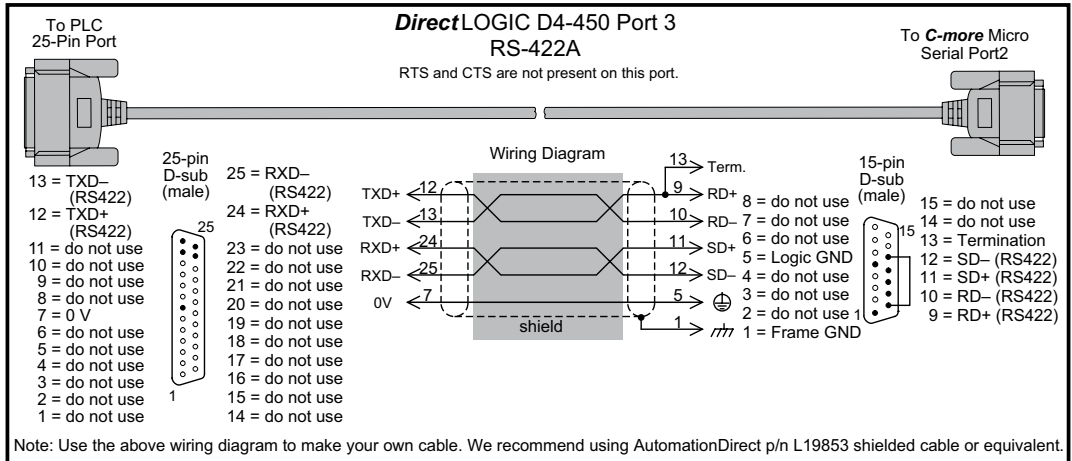 To PLC
25-Pin Port
DirectLOGIC D4-450 Port 3
RS-422A
RTS and CTS are not present on this port.
To C-more Micro
Serial Port2
13 = TXD–
(RS422)
12 = TXD+
(RS422)
11 = do not use
10 = do not use
9 = do not use
8 = do not use
7 = 0 V
6 = do not use
5 = do not use
4 = do not use
3 = do not use
2 = do not use
1 = do not use
25-pin
D-sub
(male)
25
1
25 = RXD–
(RS422)
24 = RXD+
(RS422)
23 = do not use
22 = do not use
21 = do not use
20 = do not use
19 = do not use
18 = do not use
17 = do not use
16 = do not use
15 = do not use
14 = do not use
Wiring Diagram
13 Term.
TXD+ 12 9 RD+
TXD– 13 10 RD–
RXD+ 24 11 SD+
RXD– 25 12 SD–
0V 7 5
shield 1
8 = do not use
7 = do not use
6 = do not use
5 = Logic GND
4 = do not use
3 = do not use
2 = do not use
1 = Frame GND
15-pin
D-sub
(male)
15
1
15 = do not use
14 = do not use
13 = Termination
12 = SD– (RS422)
11 = SD+ (RS422)
10 = RD– (RS422)
9 = RD+ (RS422)
Note: Use the above wiring diagram to make your own cable. We recommend using AutomationDirect p/n L19853 shielded cable or equivalent.